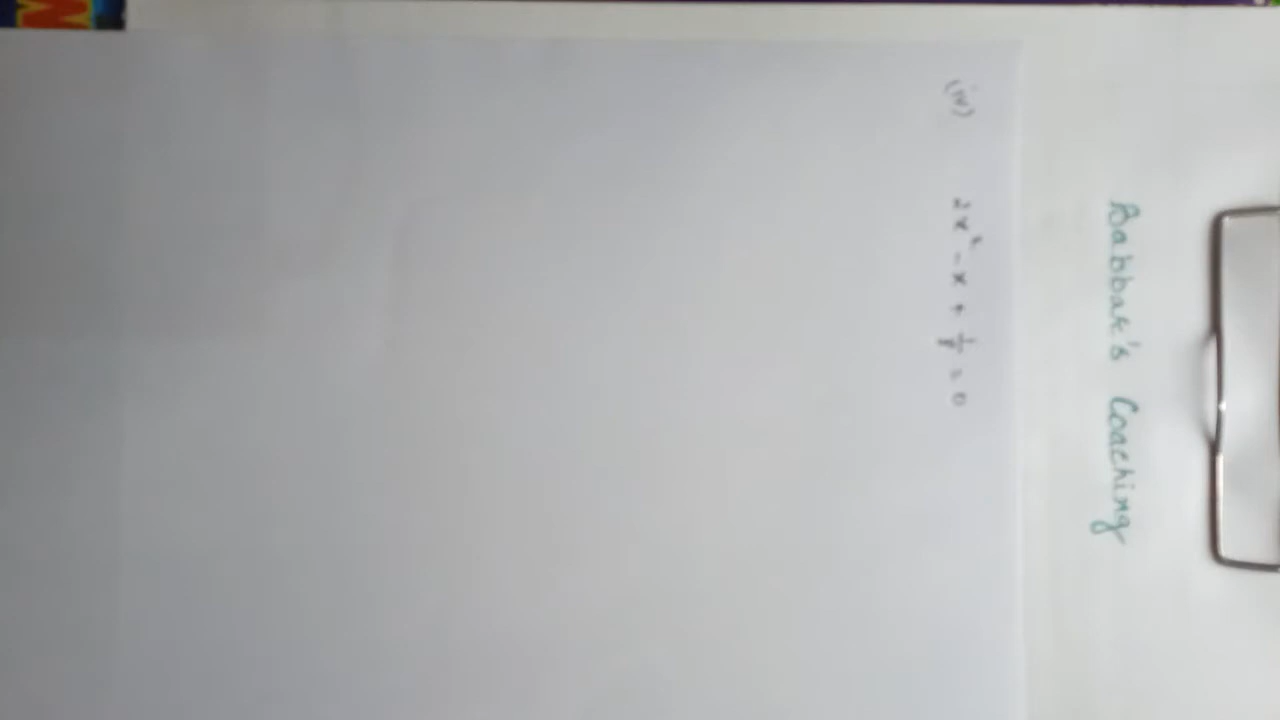 Babbar's Coaching
(iv) 2x² - x + 1/8 = 0